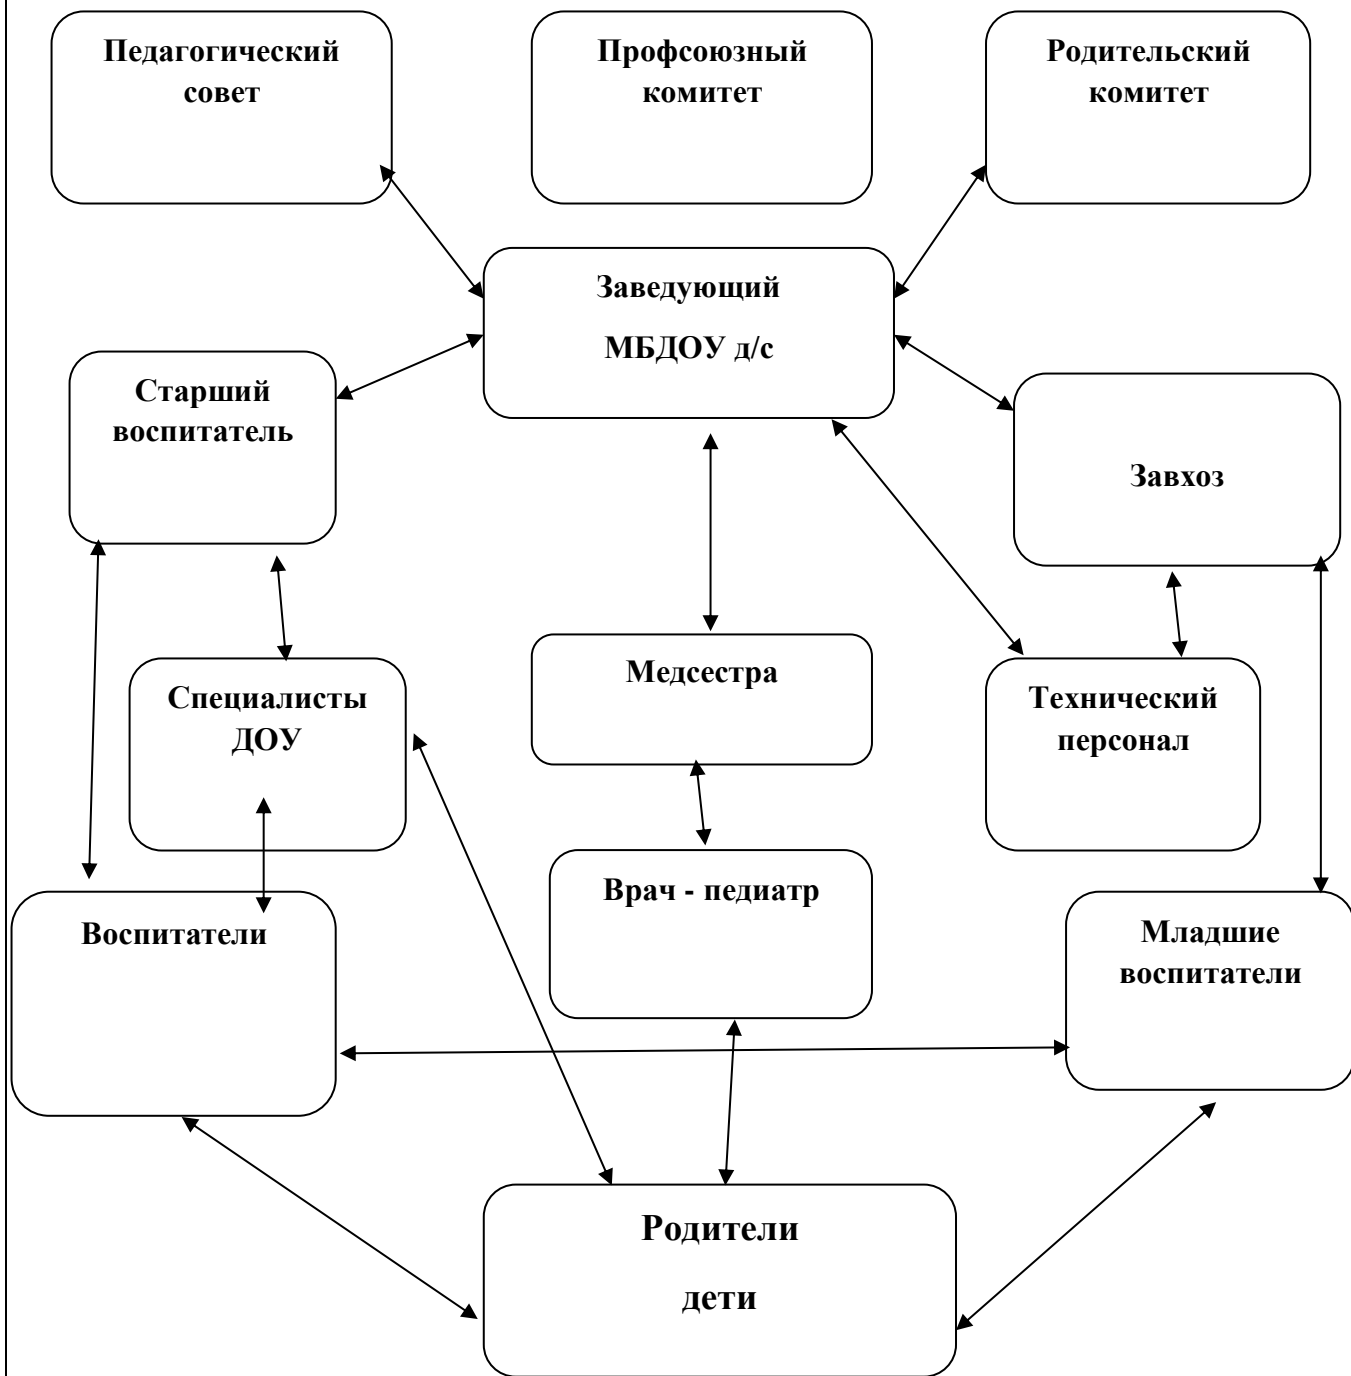 Педагогический
совет
Профсоюзный
комитет
Родительский
комитет
Заведующий
МБДОУ д/с
Старший
воспитатель
Завхоз
Специалисты
ДОУ
Медсестра
Технический
персонал
Врач - педиатр
Воспитатели
Младшие
воспитатели
Родители
дети